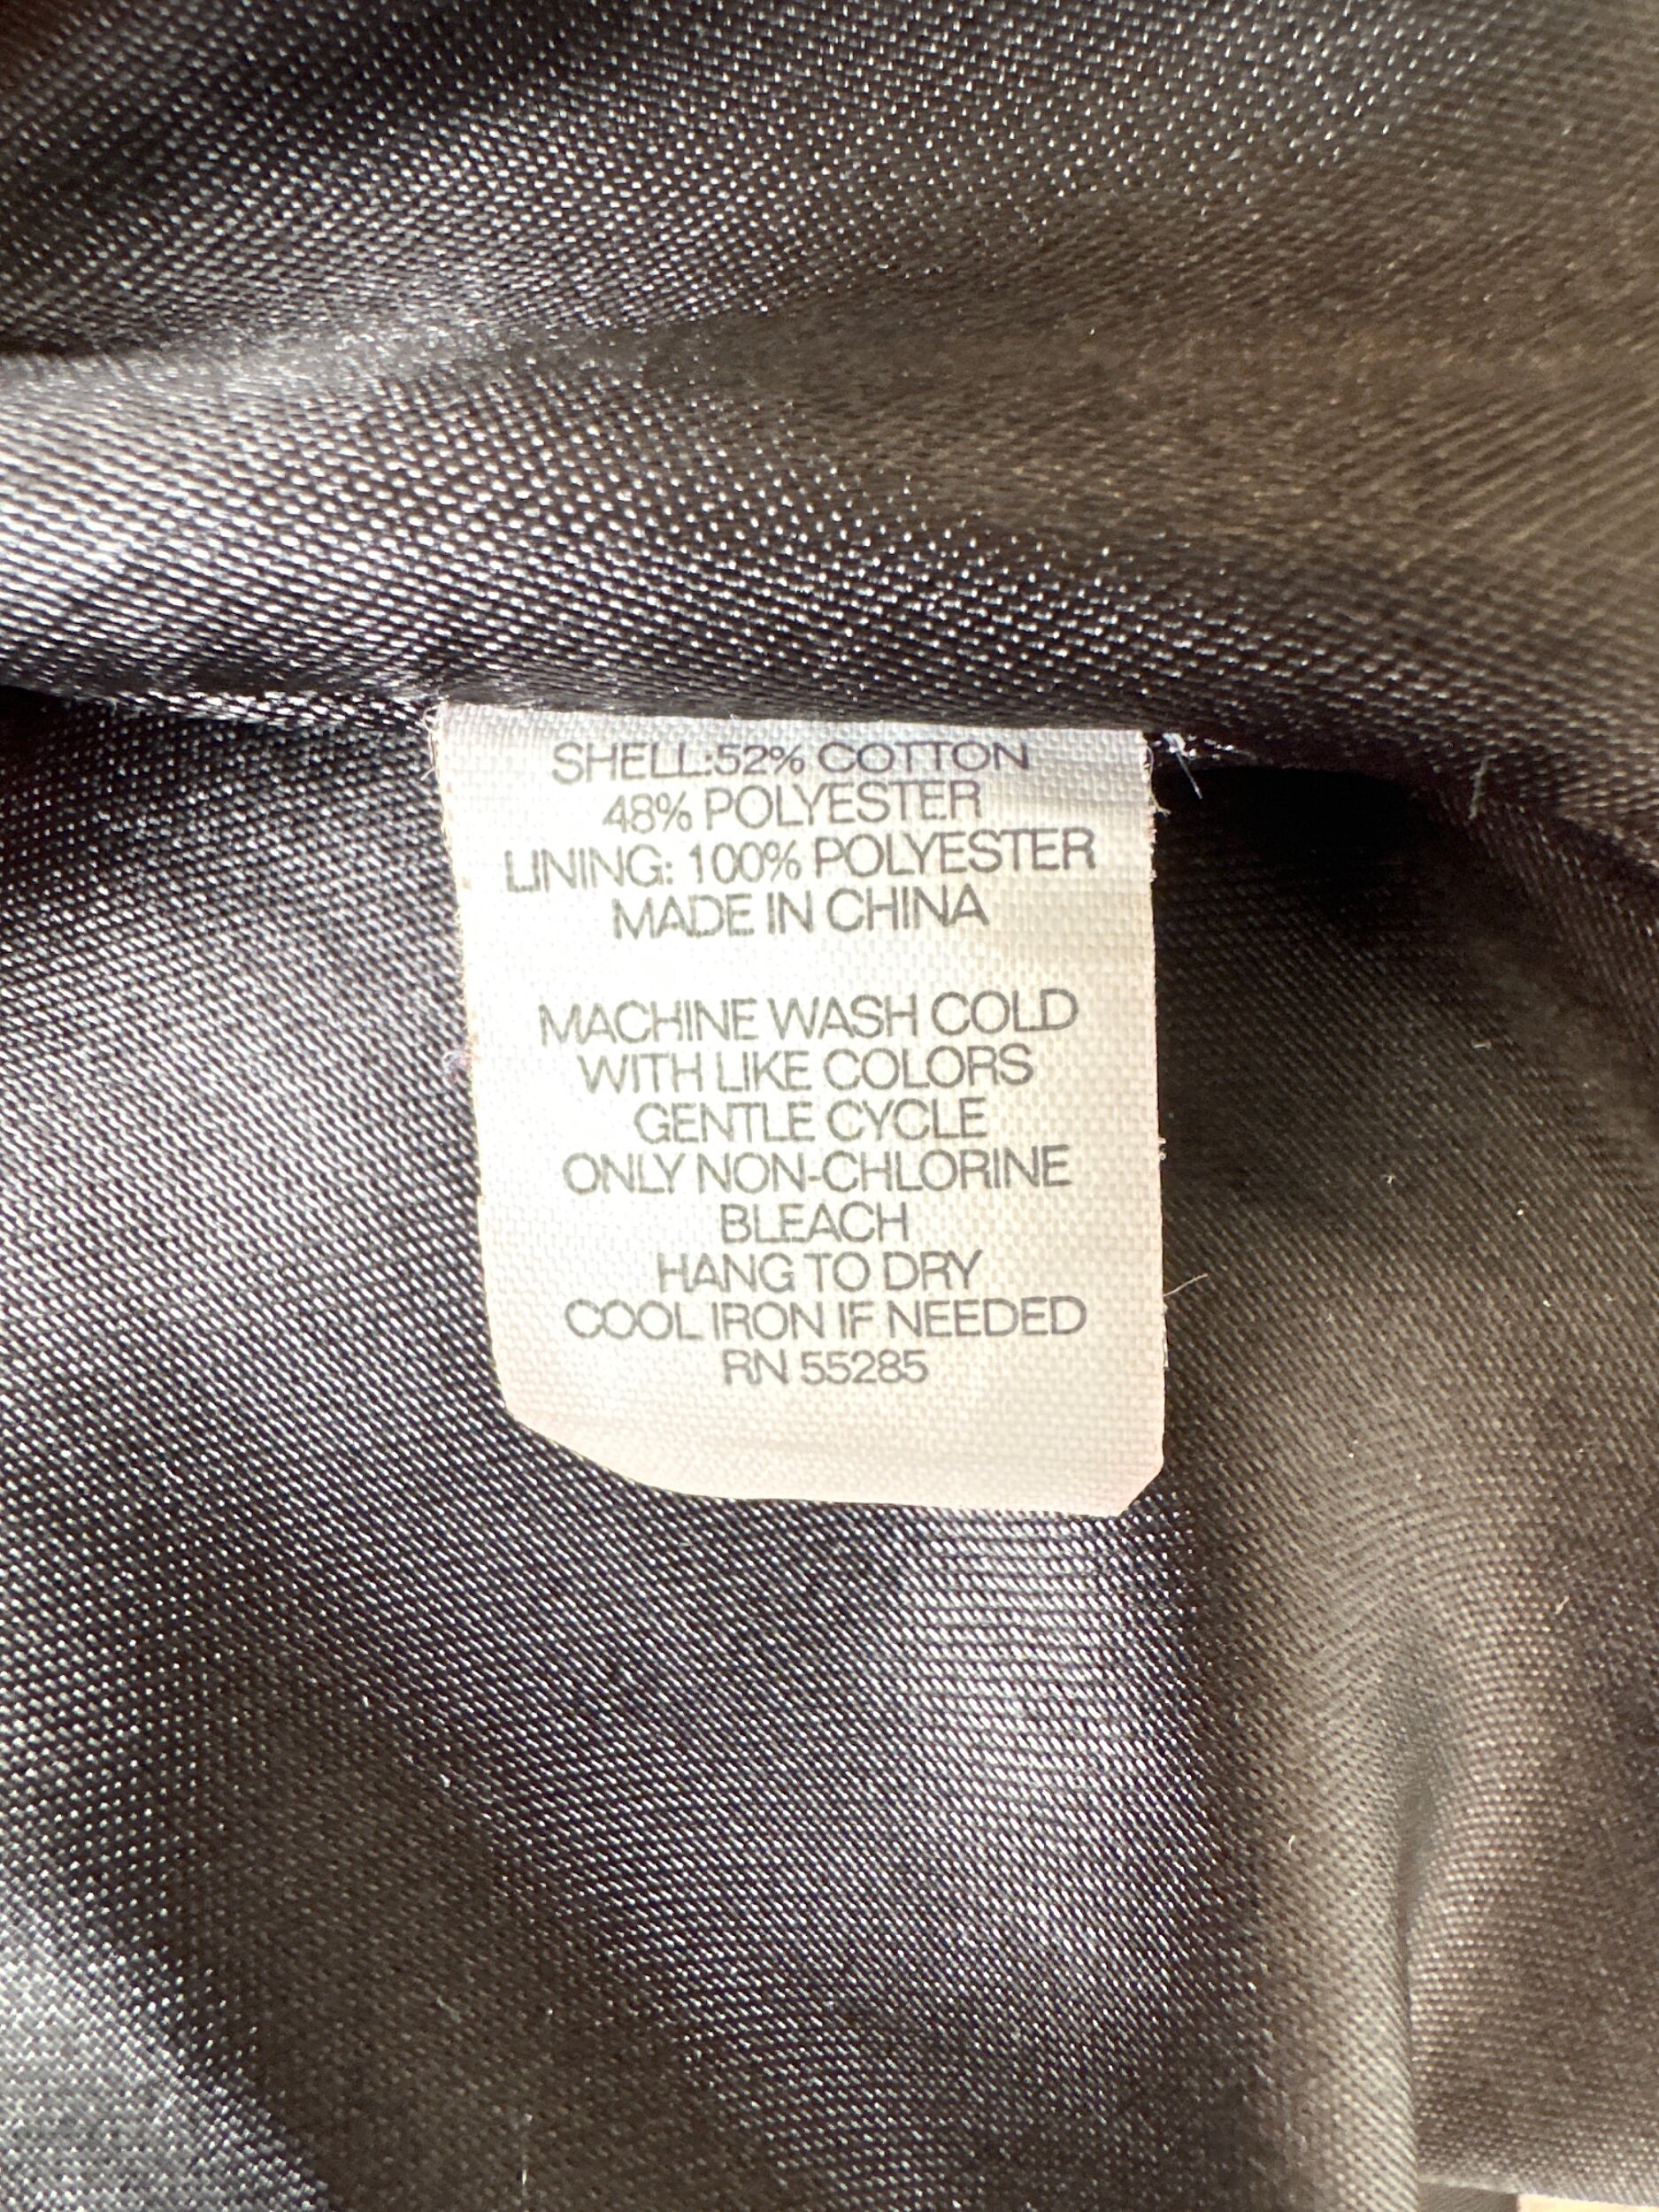 SHELL:52% COTTON
48% POLYESTER
LINING: 100% POLYESTER
MADE IN CHINA
MACHINE WASH COLD
WITH LIKE COLORS
GENTLE CYCLE
ONLY NON-CHLORINE
BLEACH
HANG TO DRY
COOL IRON IF NEEDED
RN 55285